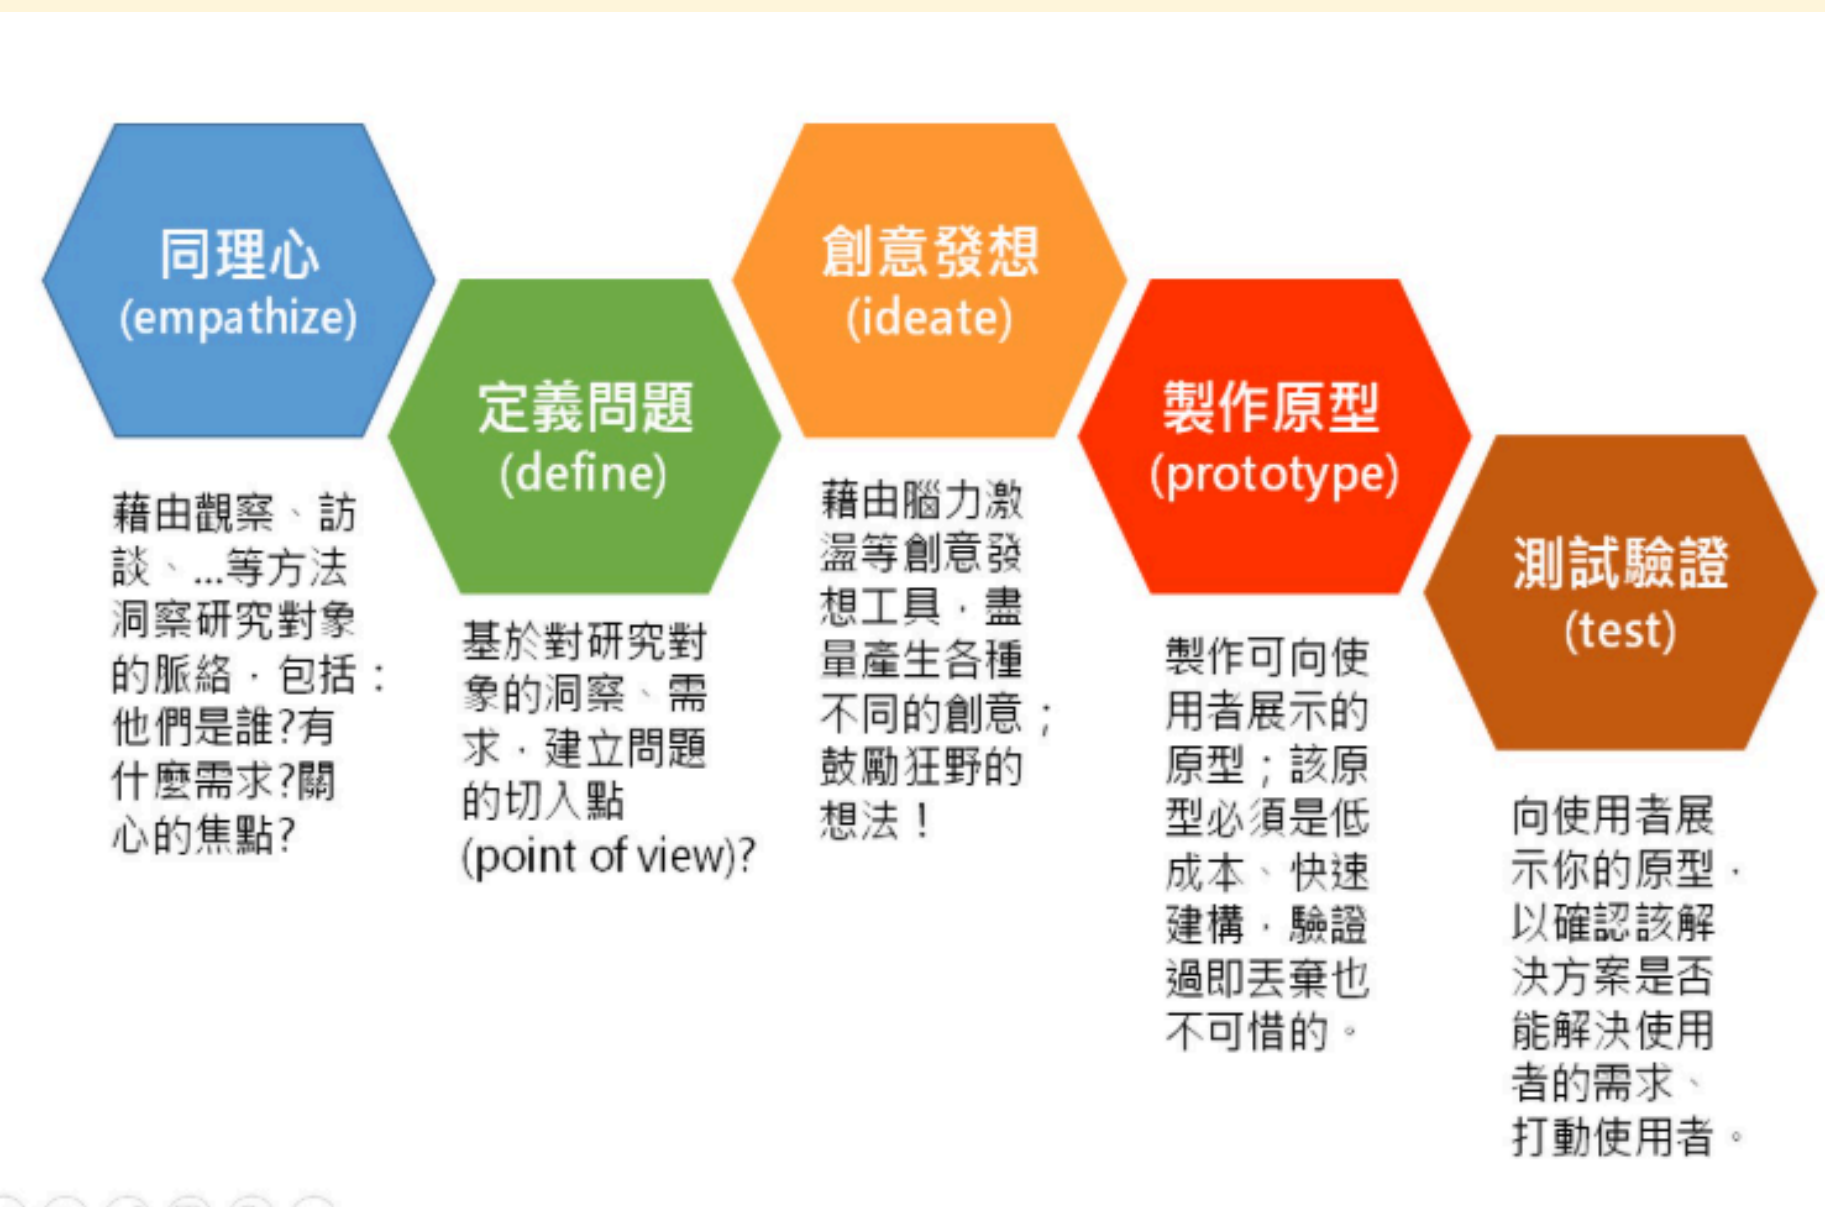 同理心
(empathize)
藉由觀察、訪
談、...等方法
洞察研究對象
的脈絡，包括：
他們是誰?有
什麼需求?關
心的焦點?
定義問題
(define)
基於對研究對
象的洞察、需
求，建立問題
的切入點
(point of view)?
創意發想
(ideate)
藉由腦力激
盪等創意發
想工具，盡
量產生各種
不同的創意；
鼓勵狂野的
想法！
製作原型
(prototype)
製作可向使
用者展示的
原型；該原
型必須是低
成本、快速
建構，驗證
過即丟棄也
不可惜的。
測試驗證
(test)
向使用者展
示你的原型，
以確認該解
決方案是否
能解決使用
者的需求、
打動使用者。